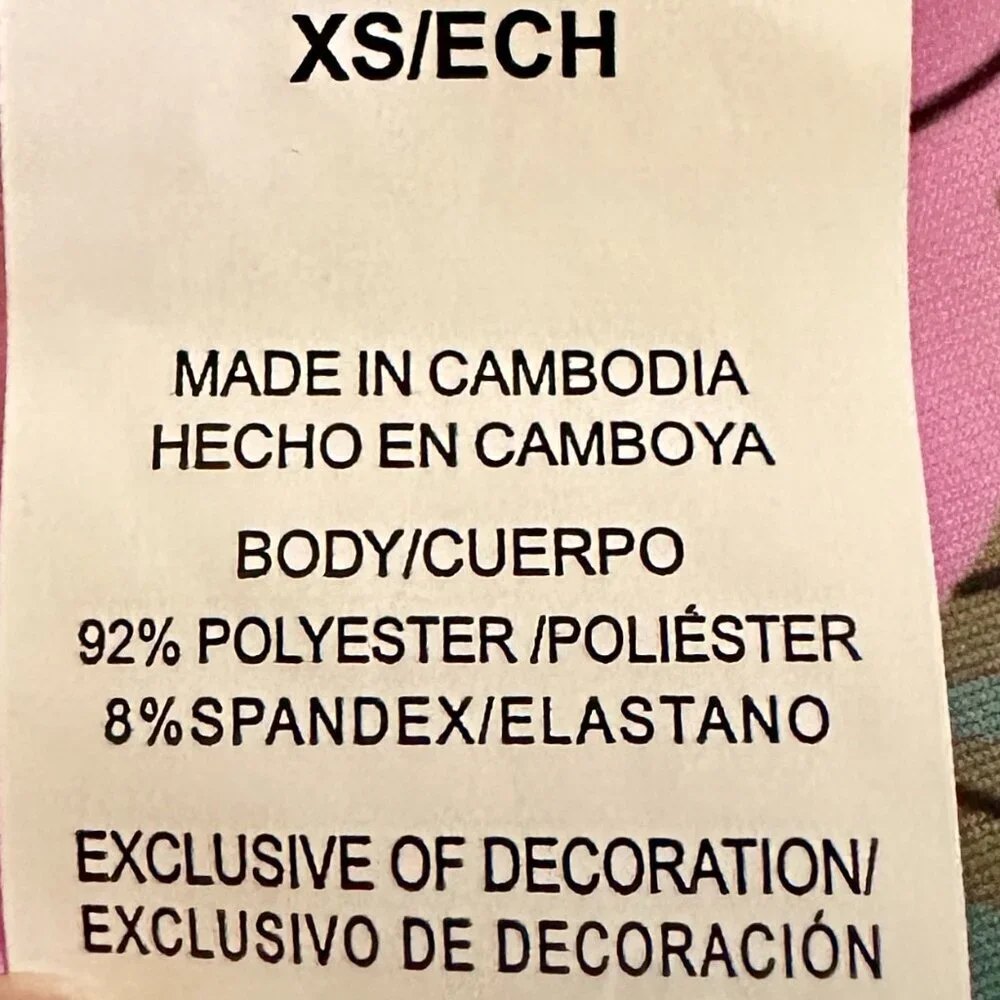 XS/ECH
MADE IN CAMBODIA
HECHO EN CAMBOYA
BODY/CUERPO
92% POLYESTER /POLIÉSTER
8%SPANDEX/ELASTANO
EXCLUSIVE OF DECORATION/
EXCLUSIVO DE DECORACIÓN